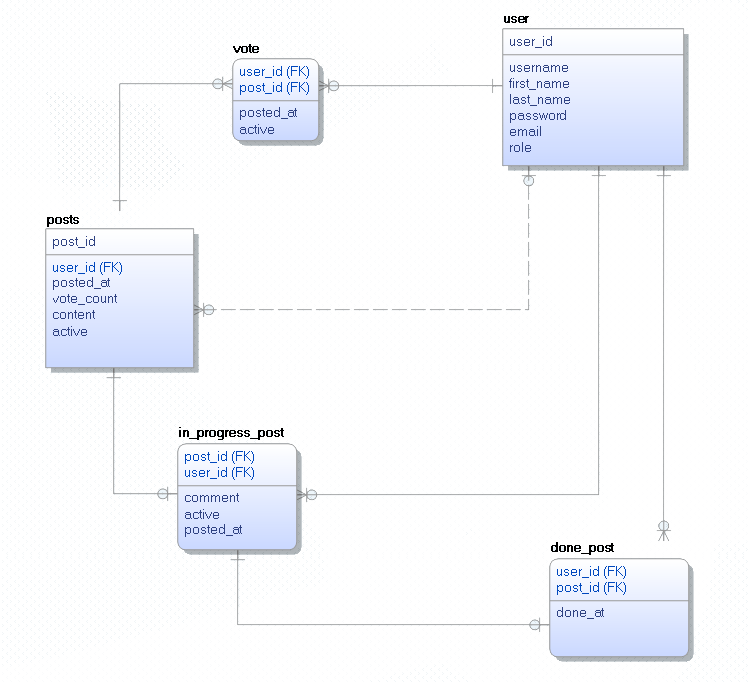 vote
user_id (FK)
post_id (FK)
posted_at
active
user
user_id
username
first_name
last_name
password
email
role
posts
post_id
user_id (FK)
posted_at
vote_count
content
active
in_progress_post
post_id (FK)
user_id (FK)
comment
active
posted_at
done_post
user_id (FK)
post_id (FK)
done_at